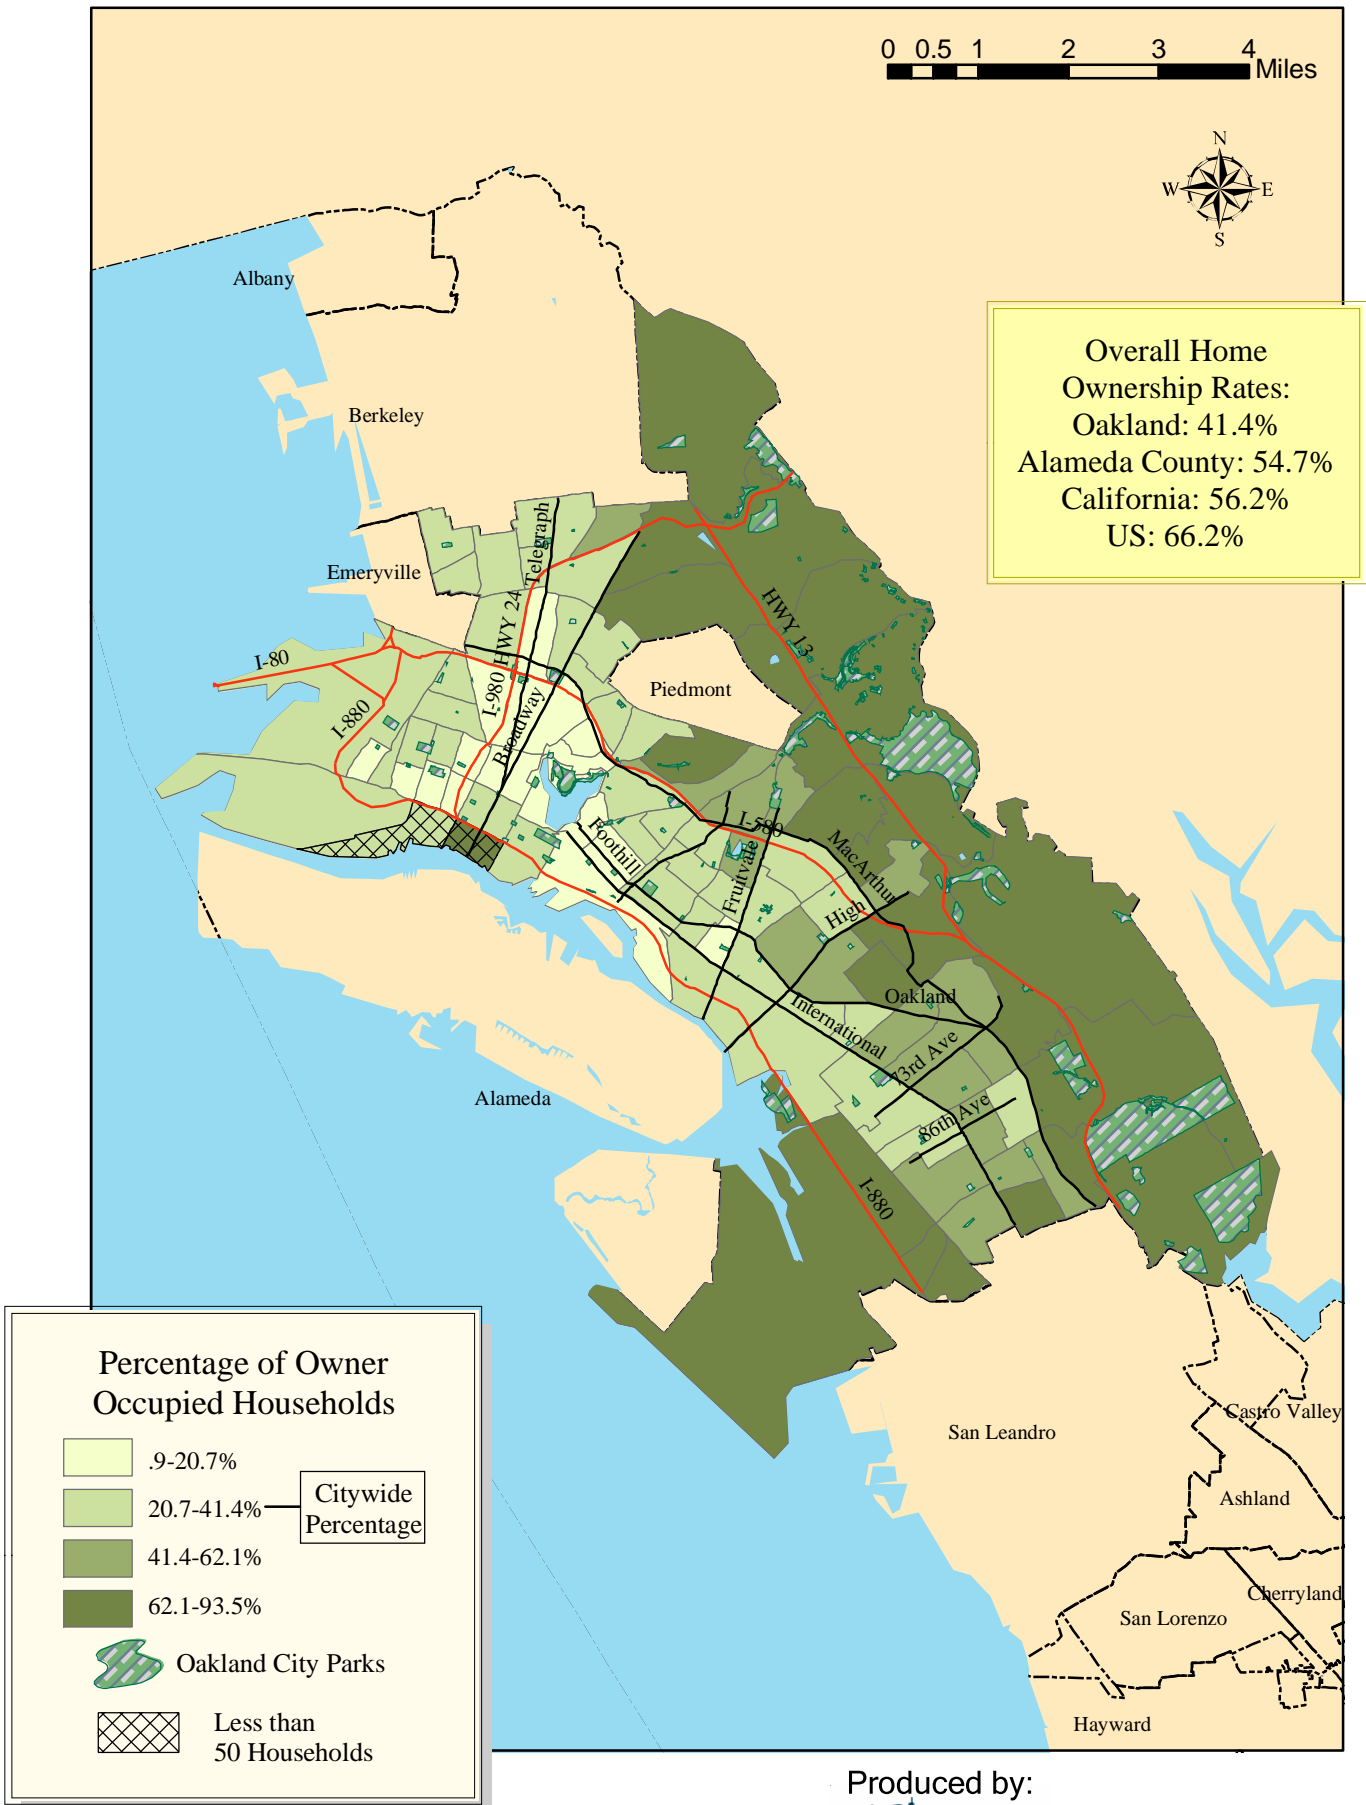 0 0.5 1 2 3 4
Miles
N
W E
S
Albany
Overall Home
Ownership Rates:
Oakland: 41.4%
Alameda County: 54.7%
California: 56.2%
US: 66.2%
Berkeley
Telegraph
Emeryville
HWY 24
HWY 13
I-80
Piedmont
I-980
I-880
Broadway
I-580
Foothill
MacArthur
Fruitvale
High
Oakland
International
73rd Ave
Alameda
86th Ave
I-880
Percentage of Owner
Occupied Households
.9-20.7%
20.7-41.4%
Citywide
Percentage
41.4-62.1%
62.1-93.5%
Oakland City Parks
Less than
50 Households
Castro Valley
San Leandro
Ashland
Cherryland
San Lorenzo
Hayward
Produced by: